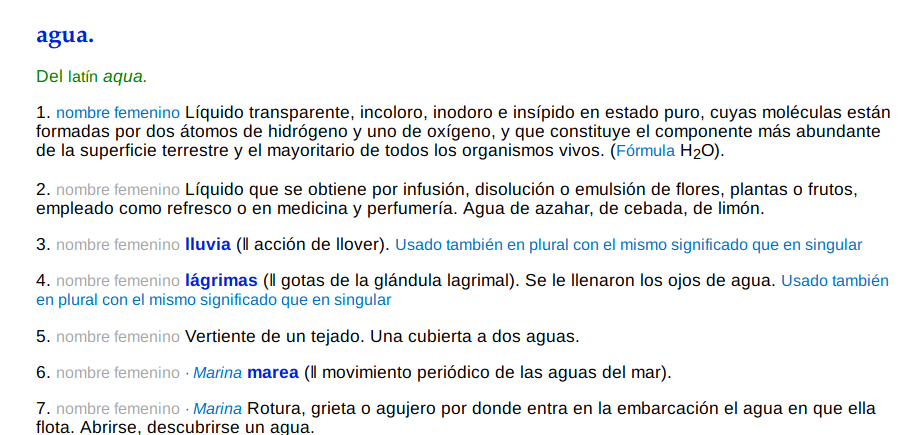 agua.
Del latín aqua.
1. nombre femenino Líquido transparente, incoloro, inodoro e insípido en estado puro, cuyas moléculas están
formadas por dos átomos de hidrógeno y uno de oxígeno, y que constituye el componente más abundante
de la superficie terrestre y el mayoritario de todos los organismos vivos. (Fórmula H₂O).
2. nombre femenino Líquido que se obtiene por infusión, disolución o emulsión de flores, plantas o frutos,
empleado como refresco o en medicina y perfumería. Agua de azahar, de cebada, de limón.
3. nombre femenino lluvia (ǁ acción de llover). Usado también en plural con el mismo significado que en singular
4. nombre femenino lágrimas (ǁ gotas de la glándula lagrimal). Se le llenaron los ojos de agua. Usado también
en plural con el mismo significado que en singular
5. nombre femenino Vertiente de un tejado. Una cubierta a dos aguas.
6. nombre femenino · Marina marea (ǁ movimiento periódico de las aguas del mar).
7. nombre femenino · Marina Rotura, grieta o agujero por donde entra en la embarcación el agua en que ella
flota. Abrirse, descubrirse un agua.